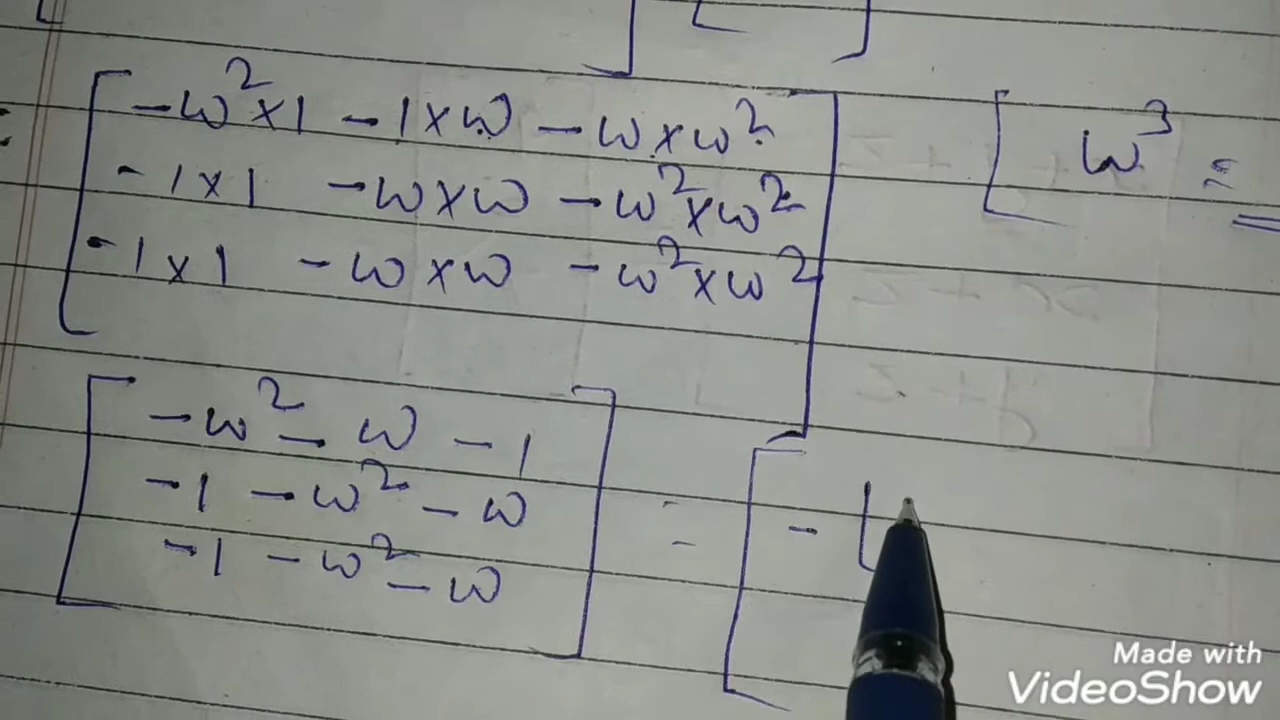 -ω²×1 -1×ω -ω×ω²
-1×1 -ω×ω -ω²×ω²
-1×1 -ω×ω -ω²×ω²
ω³ =
-ω² - ω - 1
-1 - ω² - ω
-1 - ω² - ω
= [ - (
Made with
VideoShow